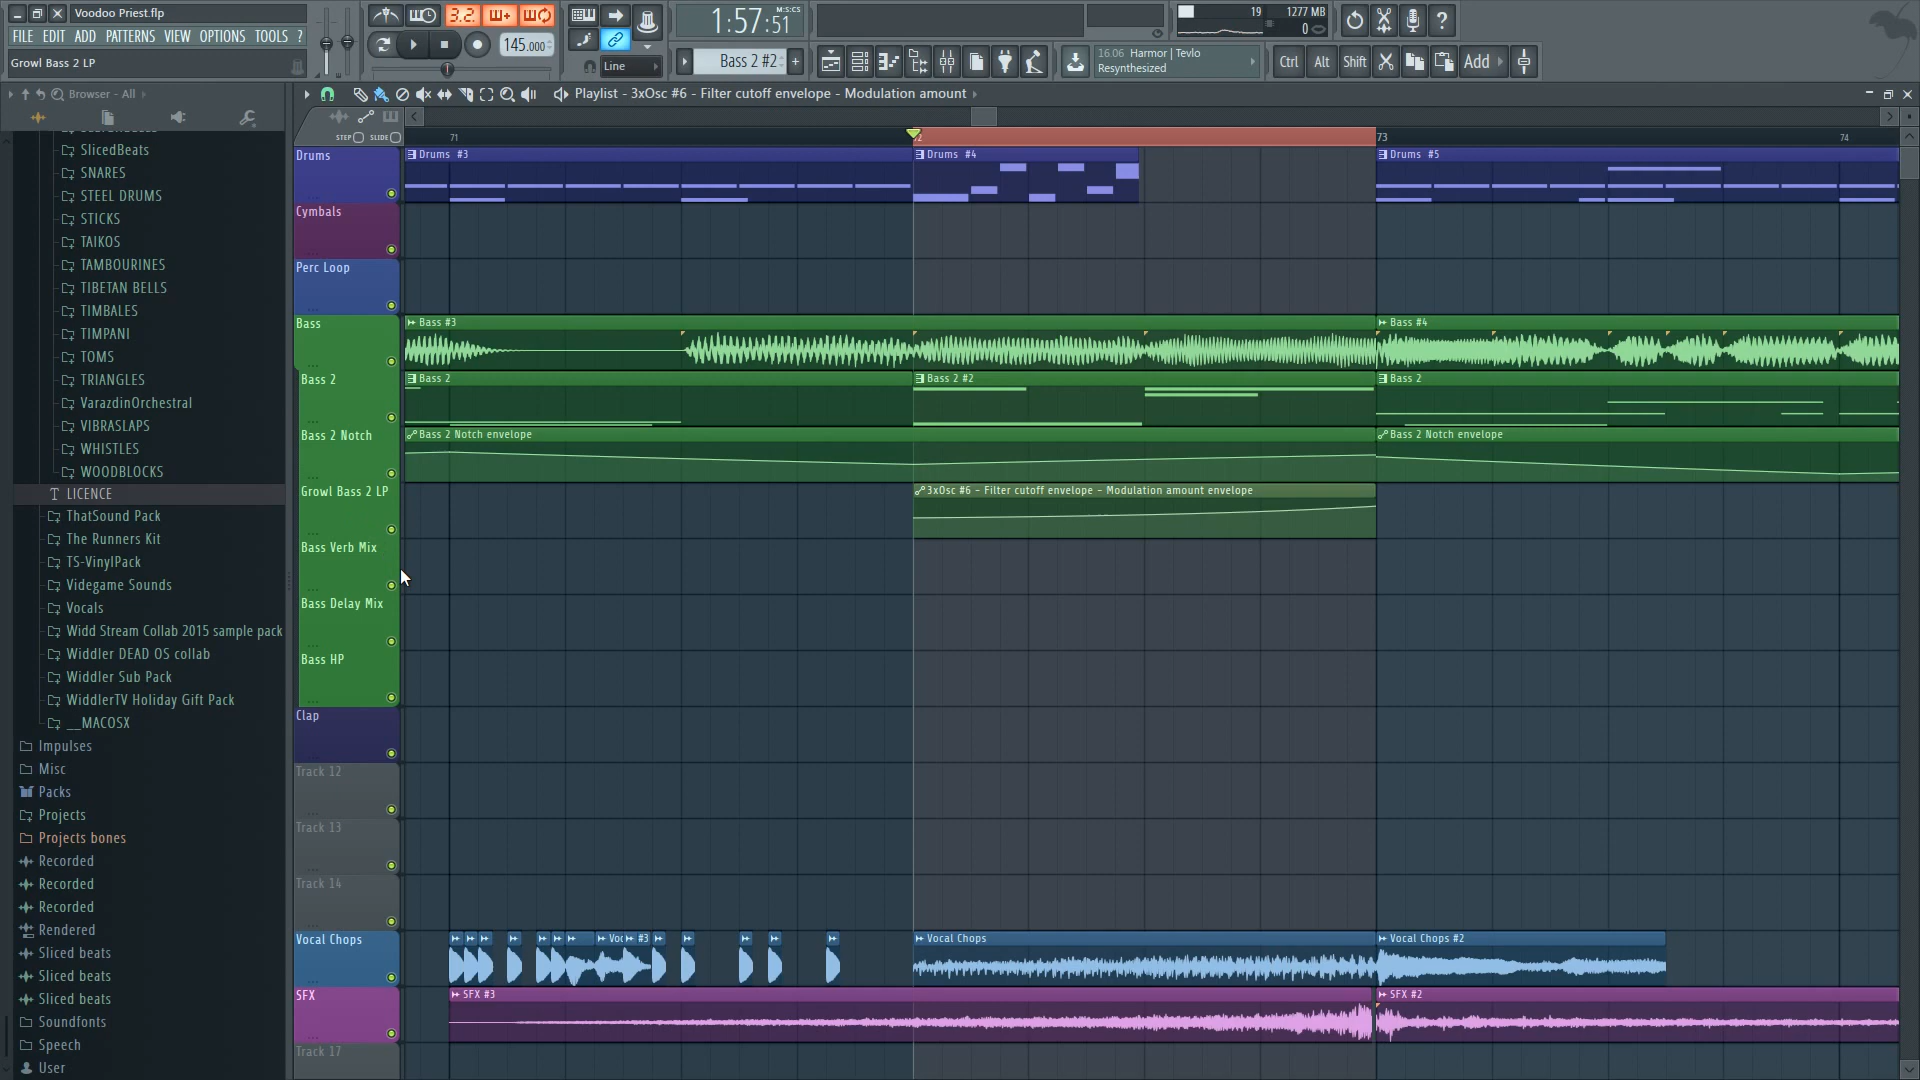 Voodoo Priest.flp
FILE EDIT ADD PATTERNS VIEW OPTIONS TOOLS ?
Growl Bass 2 LP
3.2.
145.000
1:57:51
M:S:CS
Line
Bass 2 #2
+
19
1277 MB
0
16.06 Harmor | Tevlo
Resynthesized
Ctrl Alt Shift
Add
?
Browser - All
Playlist - 3xOsc #6 - Filter cutoff envelope - Modulation amount
STEP SLIDE
71
73
74
SlicedBeats
SNARES
STEEL DRUMS
STICKS
TAIKOS
TAMBOURINES
TIBETAN BELLS
TIMBALES
TIMPANI
TOMS
TRIANGLES
VarazdinOrchestral
VIBRASLAPS
WHISTLES
WOODBLOCKS
LICENCE
ThatSound Pack
The Runners Kit
TS-VinylPack
Videgame Sounds
Vocals
Widd Stream Collab 2015 sample pack
Widdler DEAD OS collab
Widdler Sub Pack
WiddlerTV Holiday Gift Pack
__MACOSX
Impulses
Misc
Packs
Projects
Projects bones
Recorded
Recorded
Recorded
Rendered
Sliced beats
Sliced beats
Sliced beats
Soundfonts
Speech
User
Drums
Drums #3
Drums #4
Drums #5
Cymbals
Perc Loop
Bass
Bass #3
Bass #4
Bass 2
Bass 2
Bass 2 #2
Bass 2
Bass 2 Notch
Bass 2 Notch envelope
Bass 2 Notch envelope
Growl Bass 2 LP
3xOsc #6 - Filter cutoff envelope - Modulation amount envelope
Bass Verb Mix
Bass Delay Mix
Bass HP
Clap
Track 12
Track 13
Track 14
Vocal Chops
#3
Vocal Chops
Vocal Chops #2
SFX
SFX #3
SFX #2
Track 17